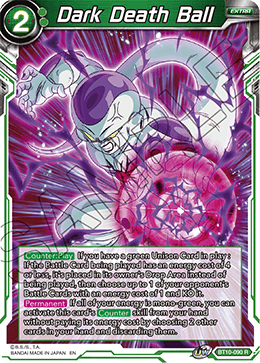 2
Dark Death Ball
EXTRA
Counter:Play If you have a green Unison Card in play :
If the Battle Card being played has an energy cost of 4
or less, it's placed in its owner's Drop Area instead of
being played, then choose up to 1 of your opponent's
Battle Cards with an energy cost of 1 and KO it.
Permanent If all of your energy is mono-green, you can
activate this card's Counter skill from your hand
without paying its energy cost by choosing 2 other
cards in your hand and discarding them.
©B.S./S., T.A.
BANDAI MADE IN JAPAN EN
BT10-090 R